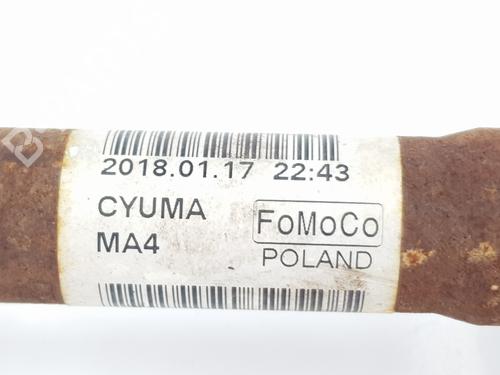 2018.01.17 22:43
CYUMA
FoMoCo
MA4
POLAND